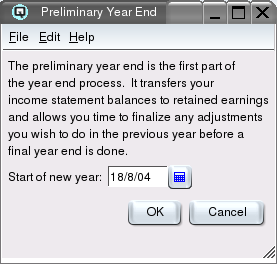 Preliminary Year End
File Edit Help
The preliminary year end is the first part of
the year end process. It transfers your
income statement balances to retained earnings
and allows you time to finalize any adjustments
you wish to do in the previous year before a
final year end is done.
Start of new year: 18/8/04
OK Cancel